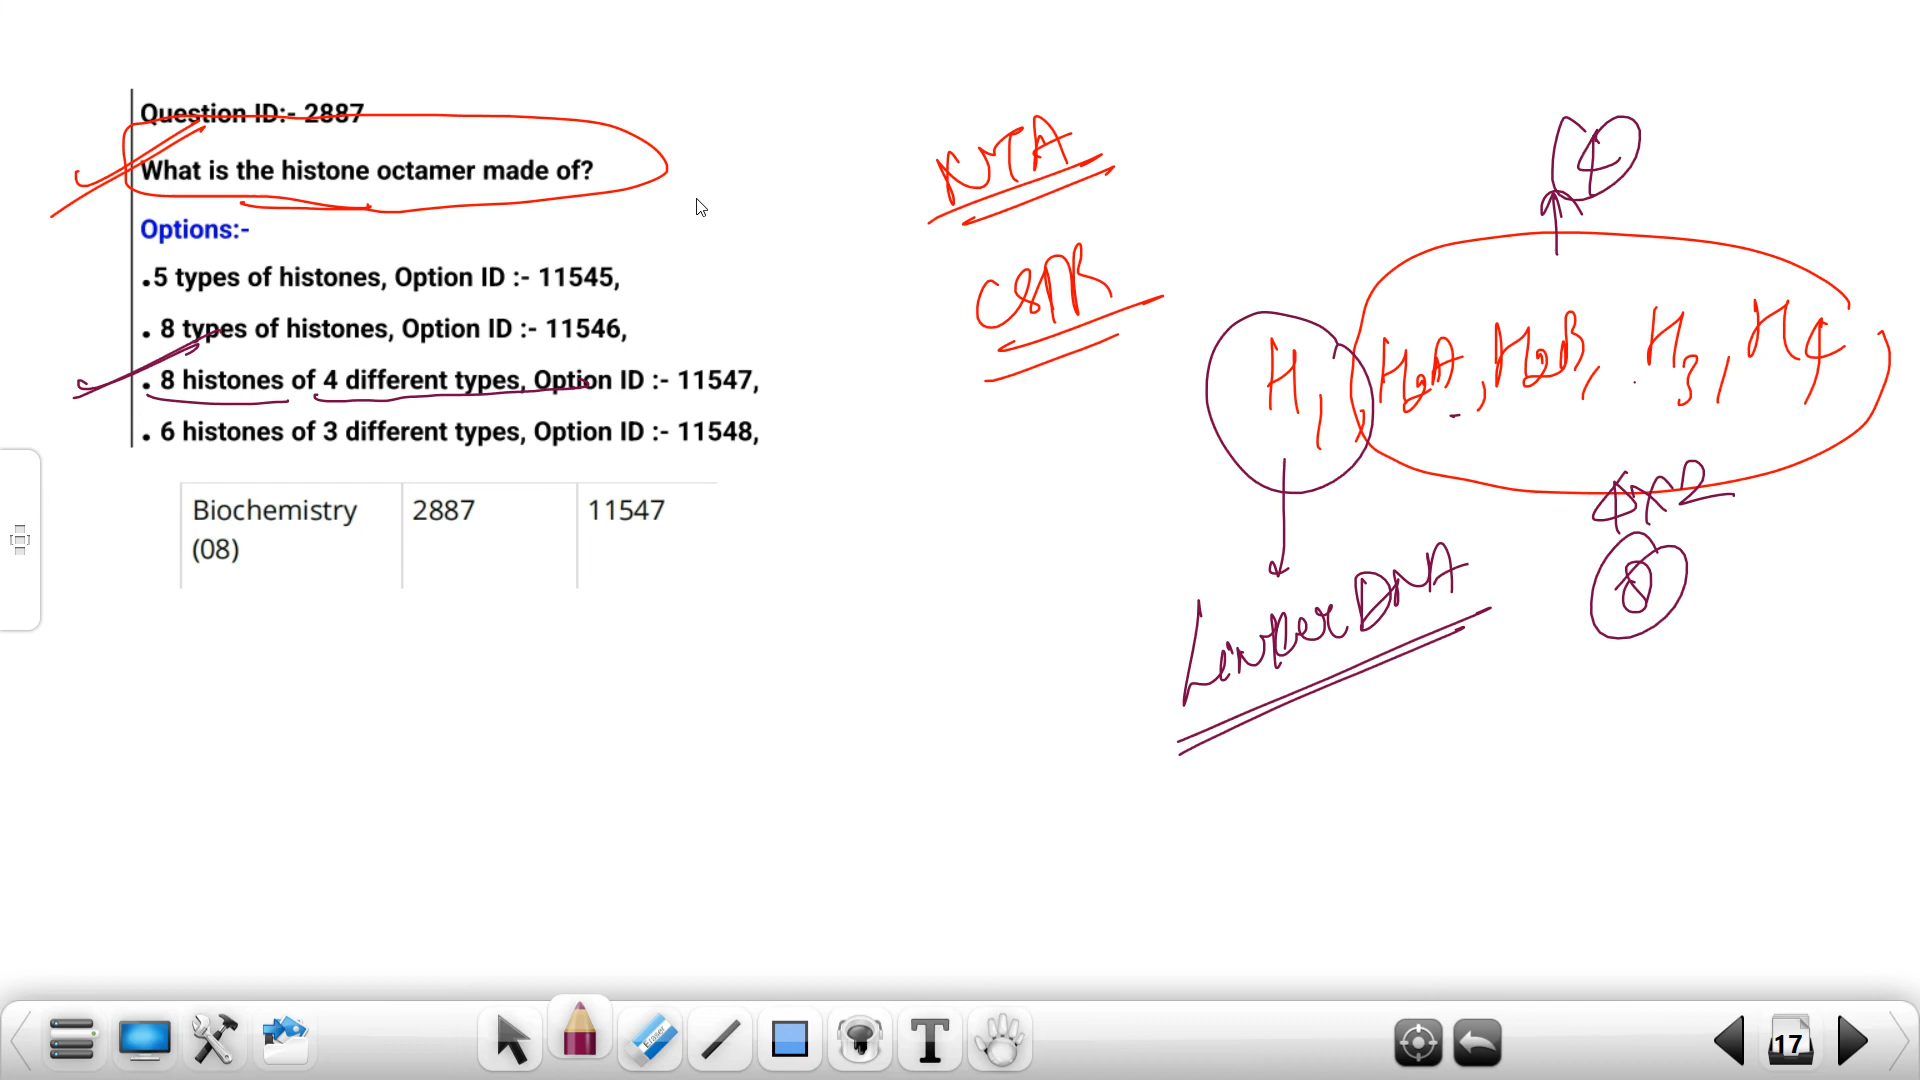 Question ID:- 2887
What is the histone octamer made of?
Options:-
.5 types of histones, Option ID :- 11545,
. 8 types of histones, Option ID :- 11546,
. 8 histones of 4 different types, Option ID :- 11547,
. 6 histones of 3 different types, Option ID :- 11548,
Biochemistry (08) 2887 11547
NTA
CSIR
4
H1, H2A, H2B, H3, H4
4x2
8
Linker DNA
Eraser
T
17